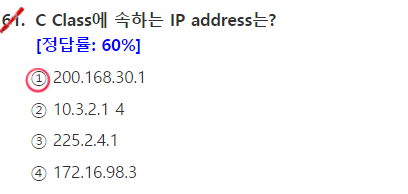 61. C Class에 속하는 IP address는?
[정답률: 60%]
① 200.168.30.1
② 10.3.2.1 4
③ 225.2.4.1
④ 172.16.98.3